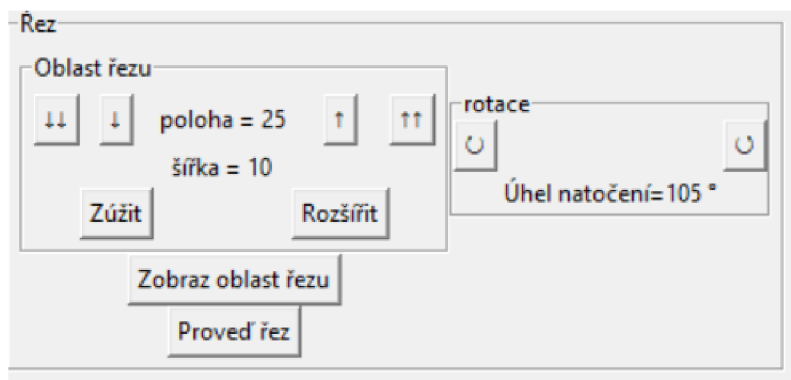 Řez
Oblast řezu
↓↓ ↓ poloha = 25 ↑ ↑↑
šířka = 10
Zúžit Rozšířit
rotace
↻ ↺
Úhel natočení=105 °
Zobraz oblast řezu
Proveď řez